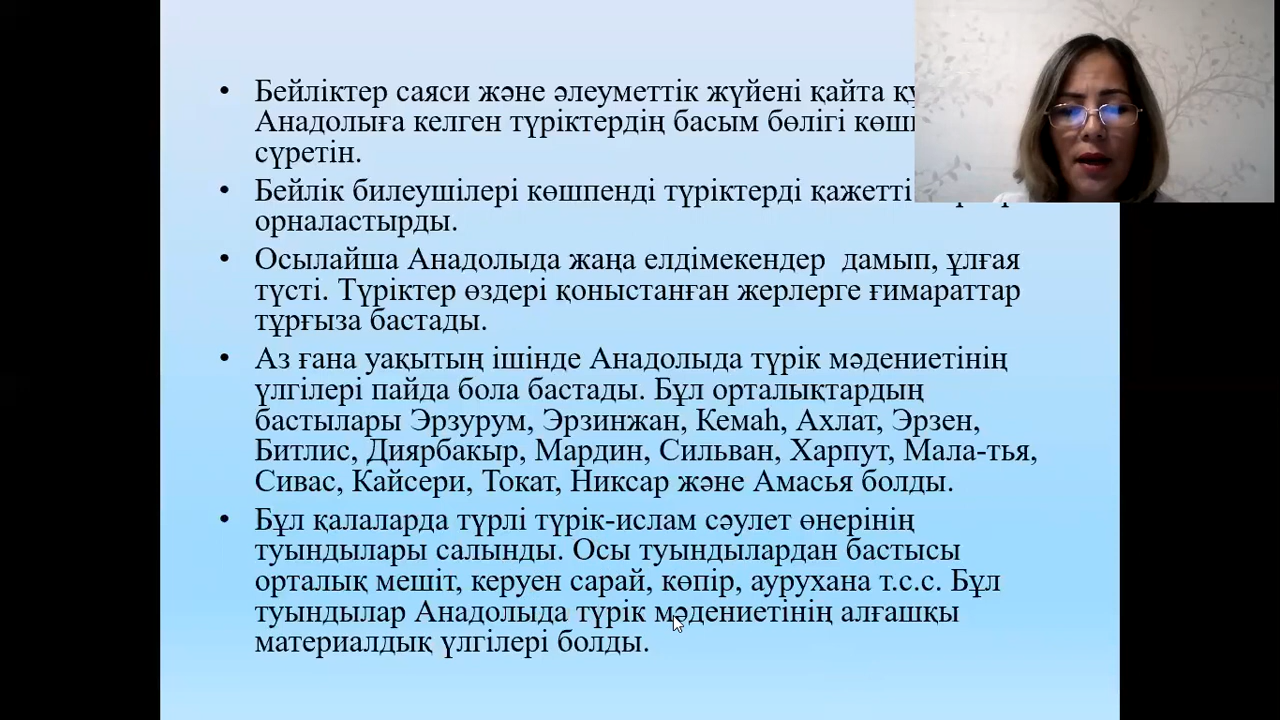 • Бейліктер саяси және әлеуметтік жүйені қайта
Анадолыға келген түріктердің басым бөлігі
сүретін.
• Бейлік билеушілері көшпенді түріктерді қажетті
орналастырды.
• Осылайша Анадолыда жаңа елдімекендер дамып, ұлғая
түсті. Түріктер өздері қоныстанған жерлерге ғимараттар
тұрғыза бастады.
• Аз ғана уақытың ішінде Анадолыда түрік мәдениетінің
үлгілері пайда бола бастады. Бұл орталықтардың
бастылары Эрзурум, Эрзинжан, Кемаһ, Ахлат, Эрзен,
Битлис, Диярбакыр, Мардин, Сильван, Харпут, Мала-тья,
Сивас, Кайсери, Токат, Никсар және Амасья болды.
• Бұл қалаларда түрлі түрік-ислам сәулет өнерінің
туындылары салынды. Осы туындылардан бастысы
орталық мешіт, керуен сарай, көпір, аурухана т.с.с. Бұл
туындылар Анадолыда түрік мәдениетінің алғашқы
материалдық үлгілері болды.